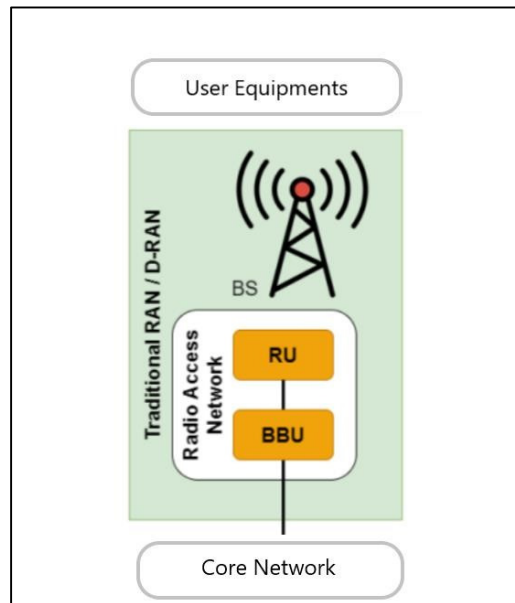 User Equipments
Traditional RAN / D-RAN
BS
Radio Access
Network
RU
BBU
Core Network